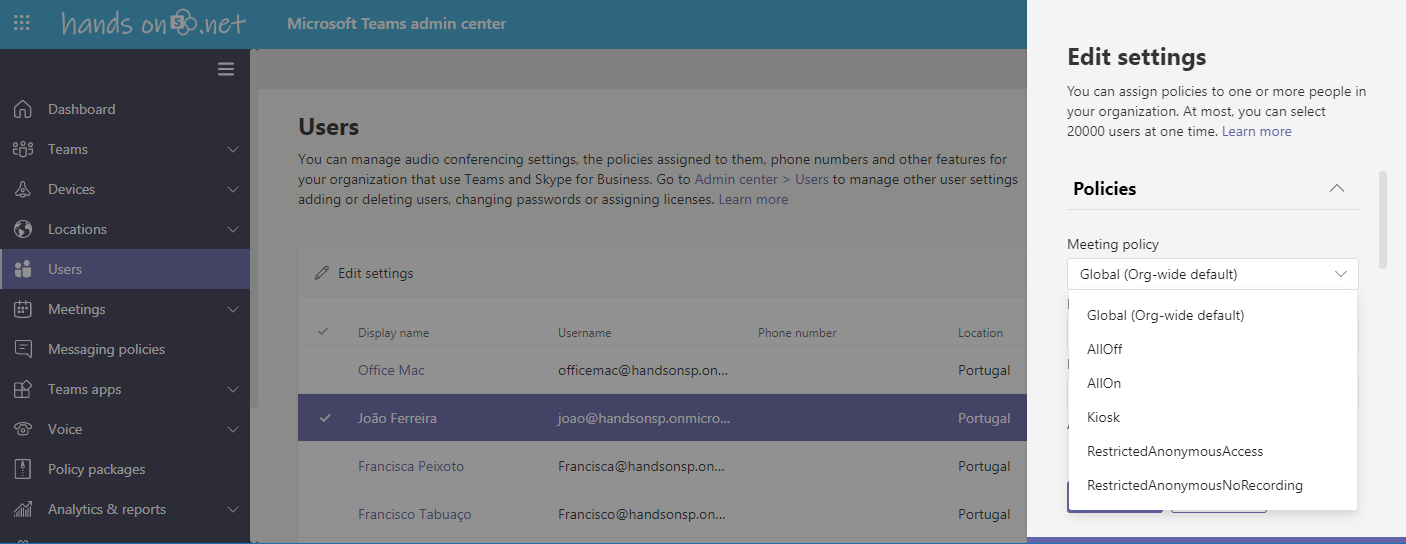 hands on S .net
Microsoft Teams admin center
Dashboard
Teams
Devices
Locations
Users
Meetings
Messaging policies
Teams apps
Voice
Policy packages
Analytics & reports
Users
You can manage audio conferencing settings, the policies assigned to them, phone numbers and other features for
your organization that use Teams and Skype for Business. Go to Admin center > Users to manage other user settings
adding or deleting users, changing passwords or assigning licenses. Learn more
Edit settings
Display name Username Phone number Location
Office Mac officemac@handsonsp.on... Portugal
João Ferreira joao@handsonsp.onmicro... Portugal
Francisca Peixoto Francisca@handsonsp.on... Portugal
Francisco Tabuaço Francisco@handsonsp.on... Portugal
Edit settings
You can assign policies to one or more people in
your organization. At most, you can select
20000 users at one time. Learn more
Policies
Meeting policy
Global (Org-wide default)
Global (Org-wide default)
AllOff
AllOn
Kiosk
RestrictedAnonymousAccess
RestrictedAnonymousNoRecording